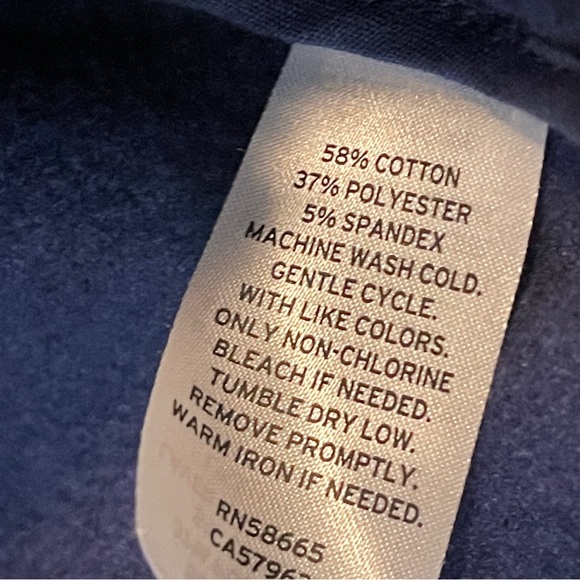 58% COTTON
37% POLYESTER
5% SPANDEX
MACHINE WASH COLD.
GENTLE CYCLE.
WITH LIKE COLORS.
ONLY NON-CHLORINE
BLEACH IF NEEDED.
TUMBLE DRY LOW.
REMOVE PROMPTLY.
WARM IRON IF NEEDED.
RN58665